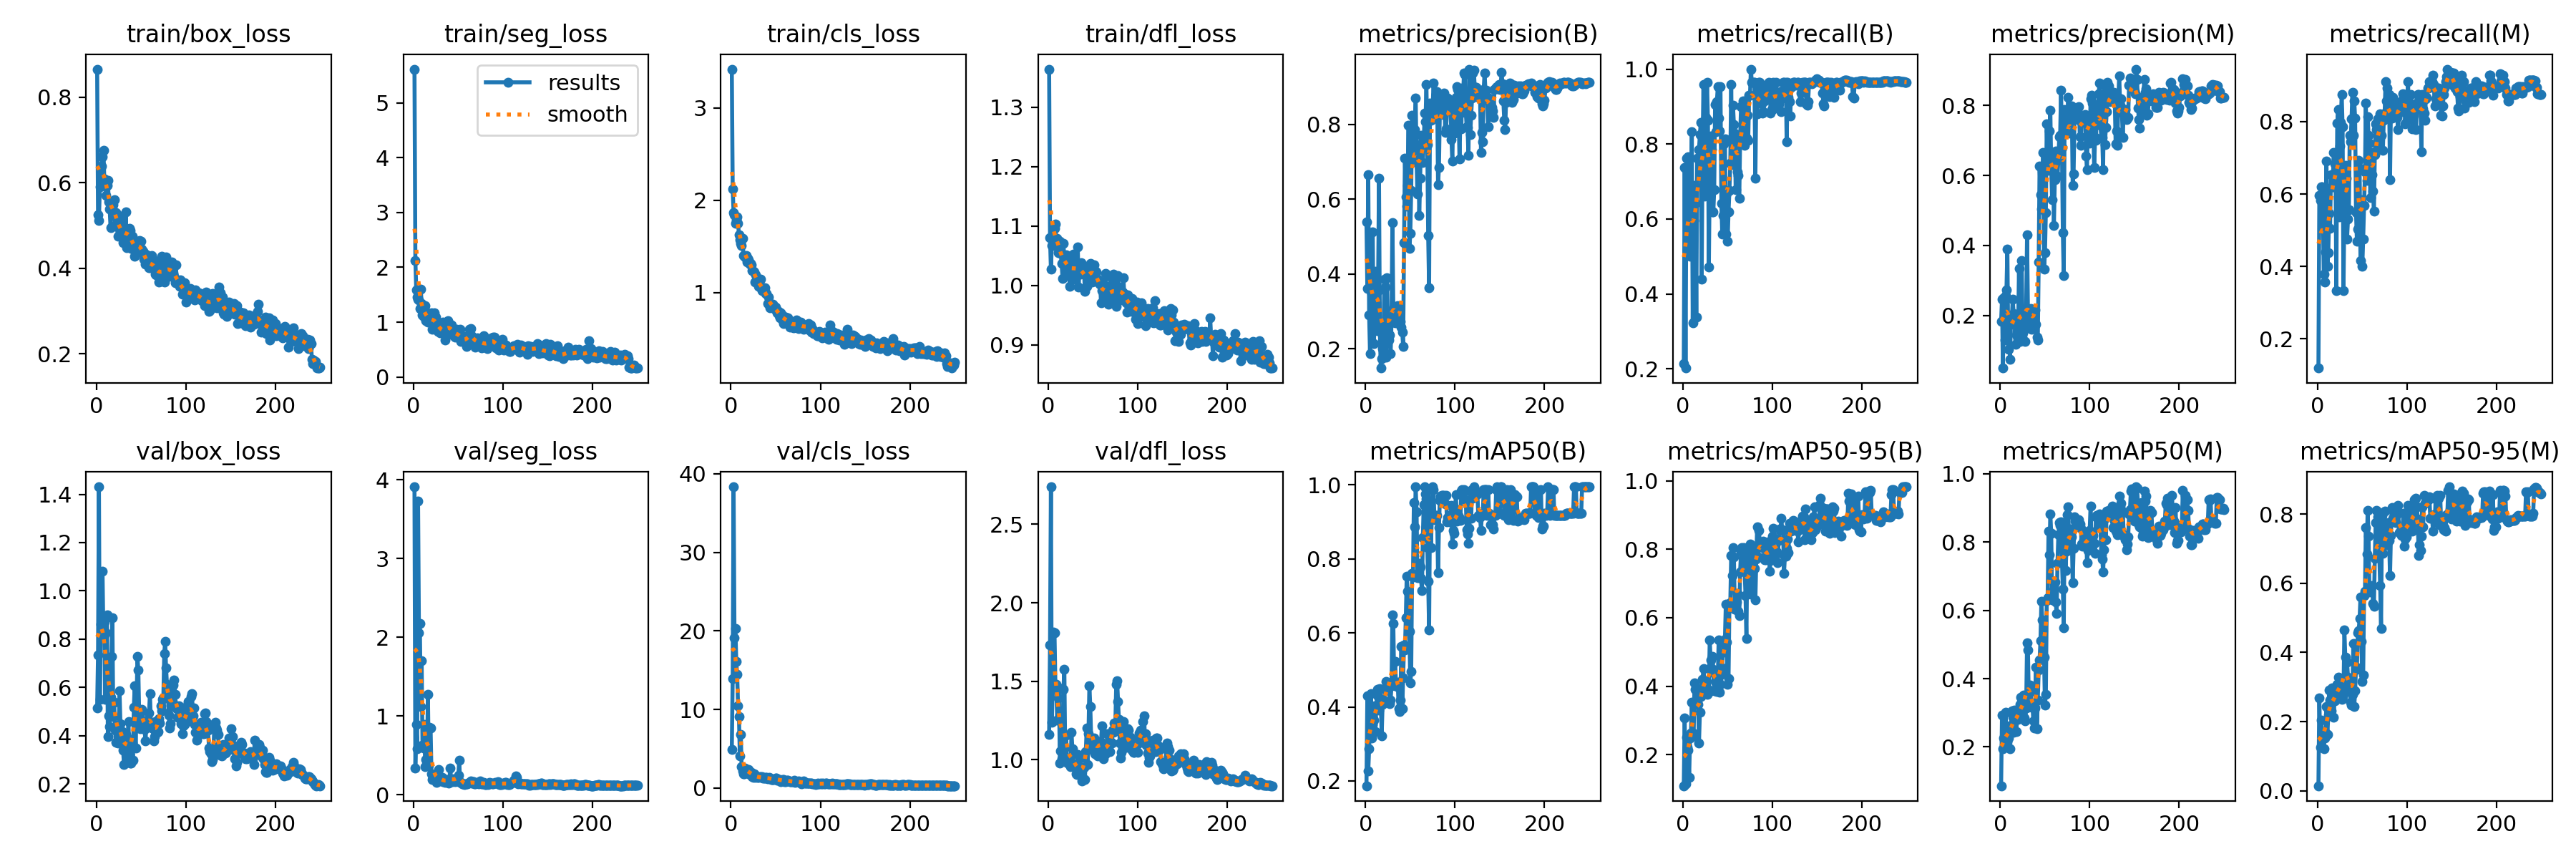 train/box_loss
train/seg_loss
train/cls_loss
train/dfl_loss
metrics/precision(B)
metrics/recall(B)
metrics/precision(M)
metrics/recall(M)
0.8
0.6
0.4
0.2
0 100 200
results
smooth
5
4
3
2
1
0
0 100 200
3
2
1
0 100 200
1.3
1.2
1.1
1.0
0.9
0 100 200
0.8
0.6
0.4
0.2
0 100 200
1.0
0.8
0.6
0.4
0.2
0 100 200
0.8
0.6
0.4
0.2
0 100 200
0.8
0.6
0.4
0.2
0 100 200
val/box_loss
val/seg_loss
val/cls_loss
val/dfl_loss
metrics/mAP50(B)
metrics/mAP50-95(B)
metrics/mAP50(M)
metrics/mAP50-95(M)
1.4
1.2
1.0
0.8
0.6
0.4
0.2
0 100 200
4
3
2
1
0
0 100 200
40
30
20
10
0
0 100 200
2.5
2.0
1.5
1.0
0 100 200
1.0
0.8
0.6
0.4
0.2
0 100 200
1.0
0.8
0.6
0.4
0.2
0 100 200
1.0
0.8
0.6
0.4
0.2
0 100 200
0.8
0.6
0.4
0.2
0.0
0 100 200